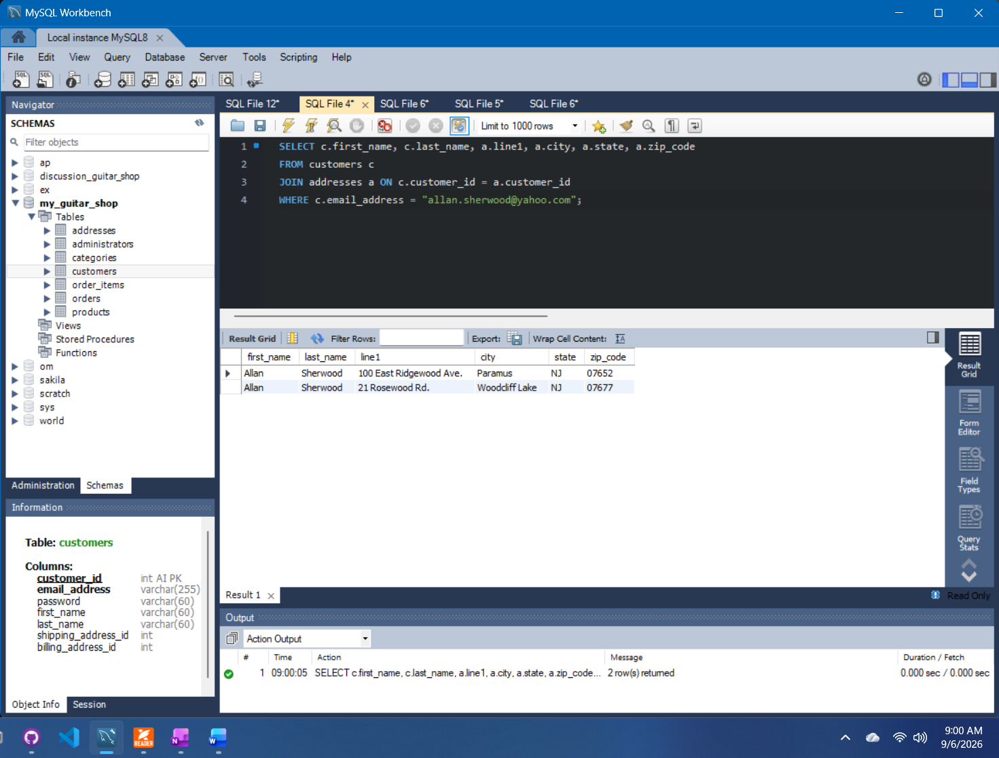 MySQL Workbench
Local instance MySQL8
File Edit View Query Database Server Tools Scripting Help
Navigator
SCHEMAS
Filter objects
ap
discussion_guitar_shop
ex
my_guitar_shop
Tables
addresses
administrators
categories
customers
order_items
orders
products
Views
Stored Procedures
Functions
om
sakila
scratch
sys
world
Administration Schemas
Information
Table: customers
Columns:
customer_id int AI PK
email_address varchar(255)
password varchar(60)
first_name varchar(60)
last_name varchar(60)
shipping_address_id int
billing_address_id int
Object Info Session
SQL File 12* SQL File 4* SQL File 6* SQL File 5* SQL File 6*
Limit to 1000 rows
1 SELECT c.first_name, c.last_name, a.line1, a.city, a.state, a.zip_code
2 FROM customers c
3 JOIN addresses a ON c.customer_id = a.customer_id
4 WHERE c.email_address = "allan.sherwood@yahoo.com";
Result Grid Filter Rows: Export: Wrap Cell Content:
first_name last_name line1 city state zip_code
Allan Sherwood 100 East Ridgewood Ave. Paramus NJ 07652
Allan Sherwood 21 Rosewood Rd. Woodcliff Lake NJ 07677
Result
Grid
Form
Editor
Field
Types
Query
Stats
Result 1
Read Only
Output
Action Output
# Time Action Message Duration / Fetch
1 09:00:05 SELECT c.first_name, c.last_name, a.line1, a.city, a.state, a.zip_code... 2 row(s) returned 0.000 sec / 0.000 sec
READER
N
W
9:00 AM
9/6/2026